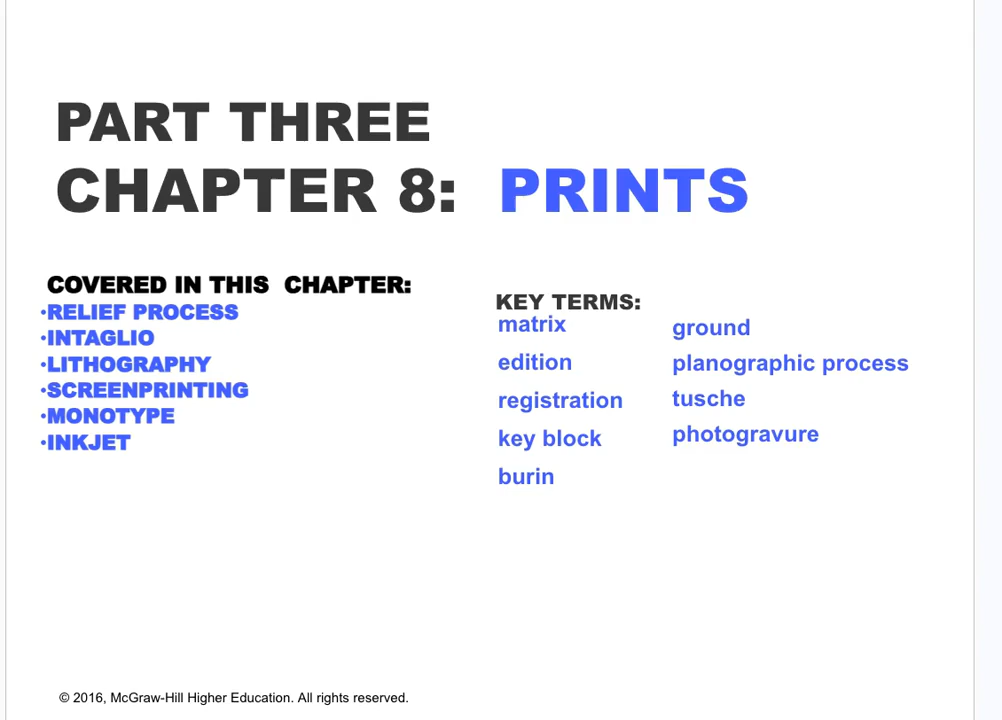 PART THREE
CHAPTER 8: PRINTS
COVERED IN THIS CHAPTER:
·RELIEF PROCESS
·INTAGLIO
·LITHOGRAPHY
·SCREENPRINTING
·MONOTYPE
·INKJET
KEY TERMS:
matrix
edition
registration
key block
burin
ground
planographic process
tusche
photogravure
© 2016, McGraw-Hill Higher Education. All rights reserved.